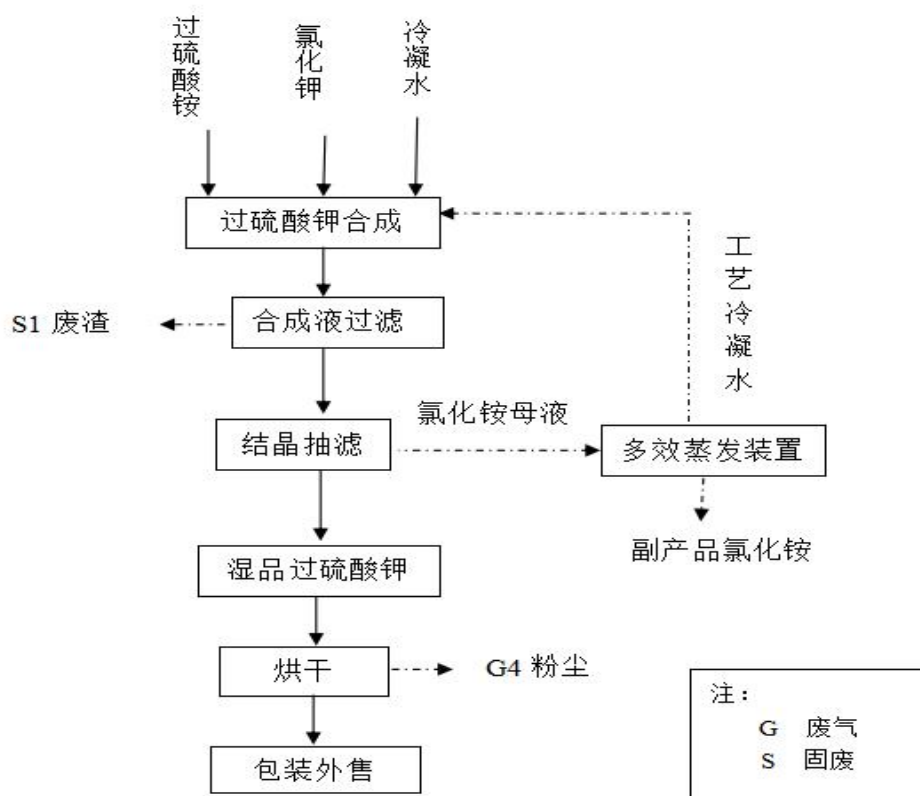 过硫酸铵
氯化钾
冷凝水
过硫酸钾合成
工艺冷凝水
S1 废渣
合成液过滤
氯化铵母液
结晶抽滤
多效蒸发装置
副产品氯化铵
湿品过硫酸钾
烘干
G4 粉尘
注：
G 废气
S 固废
包装外售